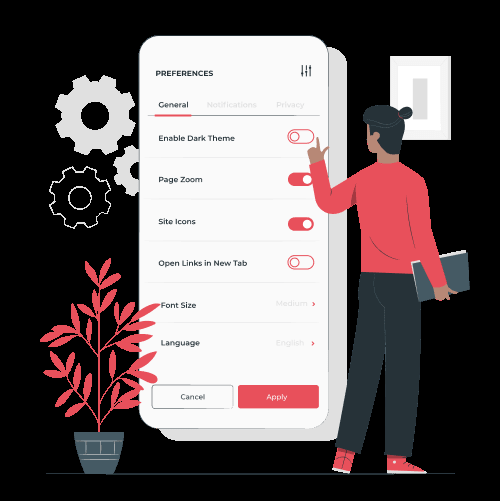 PREFERENCES
General Notifications Privacy
Enable Dark Theme
Page Zoom
Site Icons
Open Links in New Tab
Font Size Medium
Language English
Cancel Apply